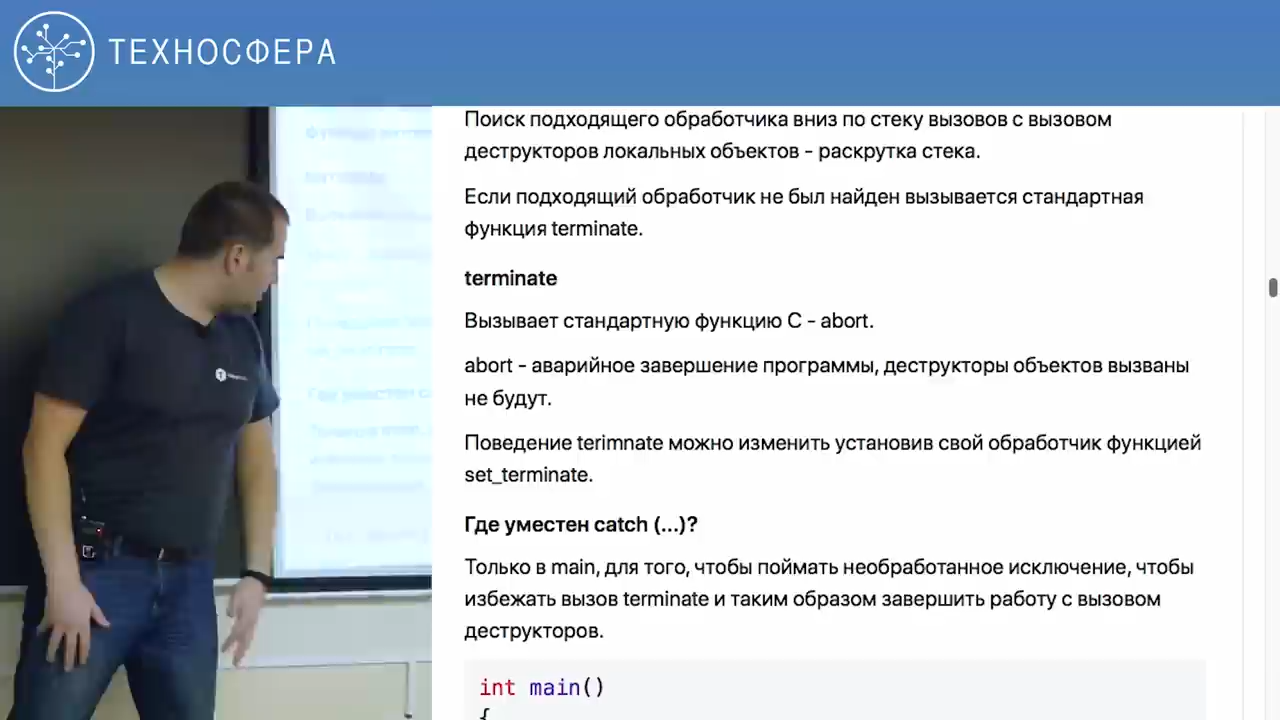 ТЕХНОСФЕРА
Поиск подходящего обработчика вниз по стеку вызовов с вызовом
деструкторов локальных объектов - раскрутка стека.
Если подходящий обработчик не был найден вызывается стандартная
функция terminate.
terminate
Вызывает стандартную функцию C - abort.
abort - аварийное завершение программы, деструкторы объектов вызваны
не будут.
Поведение terimnate можно изменить установив свой обработчик функцией
set_terminate.
Где уместен catch (...)?
Только в main, для того, чтобы поймать необработанное исключение, чтобы
избежать вызов terminate и таким образом завершить работу с вызовом
деструкторов.
int main()
{